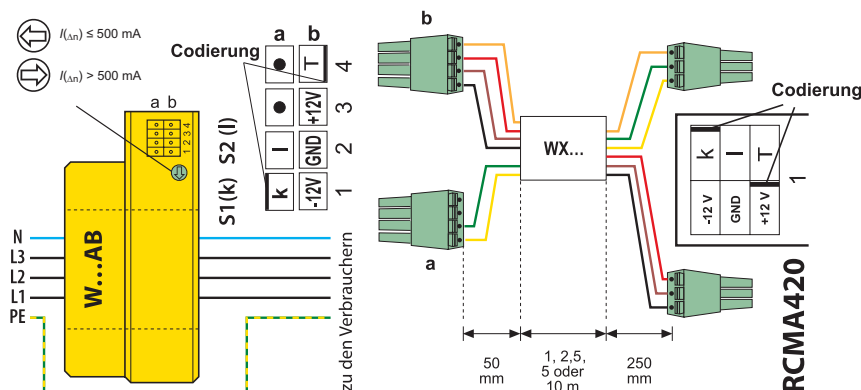 I(Δn) ≤ 500 mA
I(Δn) > 500 mA
Codierung
a
b
a b
1 2 3 4
S1(k) S2 (l)
T
4
+12V
3
l
GND
2
k
-12V
1
N
L3
L2
L1
PE
W...AB
zu den Verbrauchern
b
a
WX...
50
mm
1, 2,5,
5 oder
10 m
250
mm
Codierung
k
l
T
-12 V
GND
+12 V
1
RCMA420